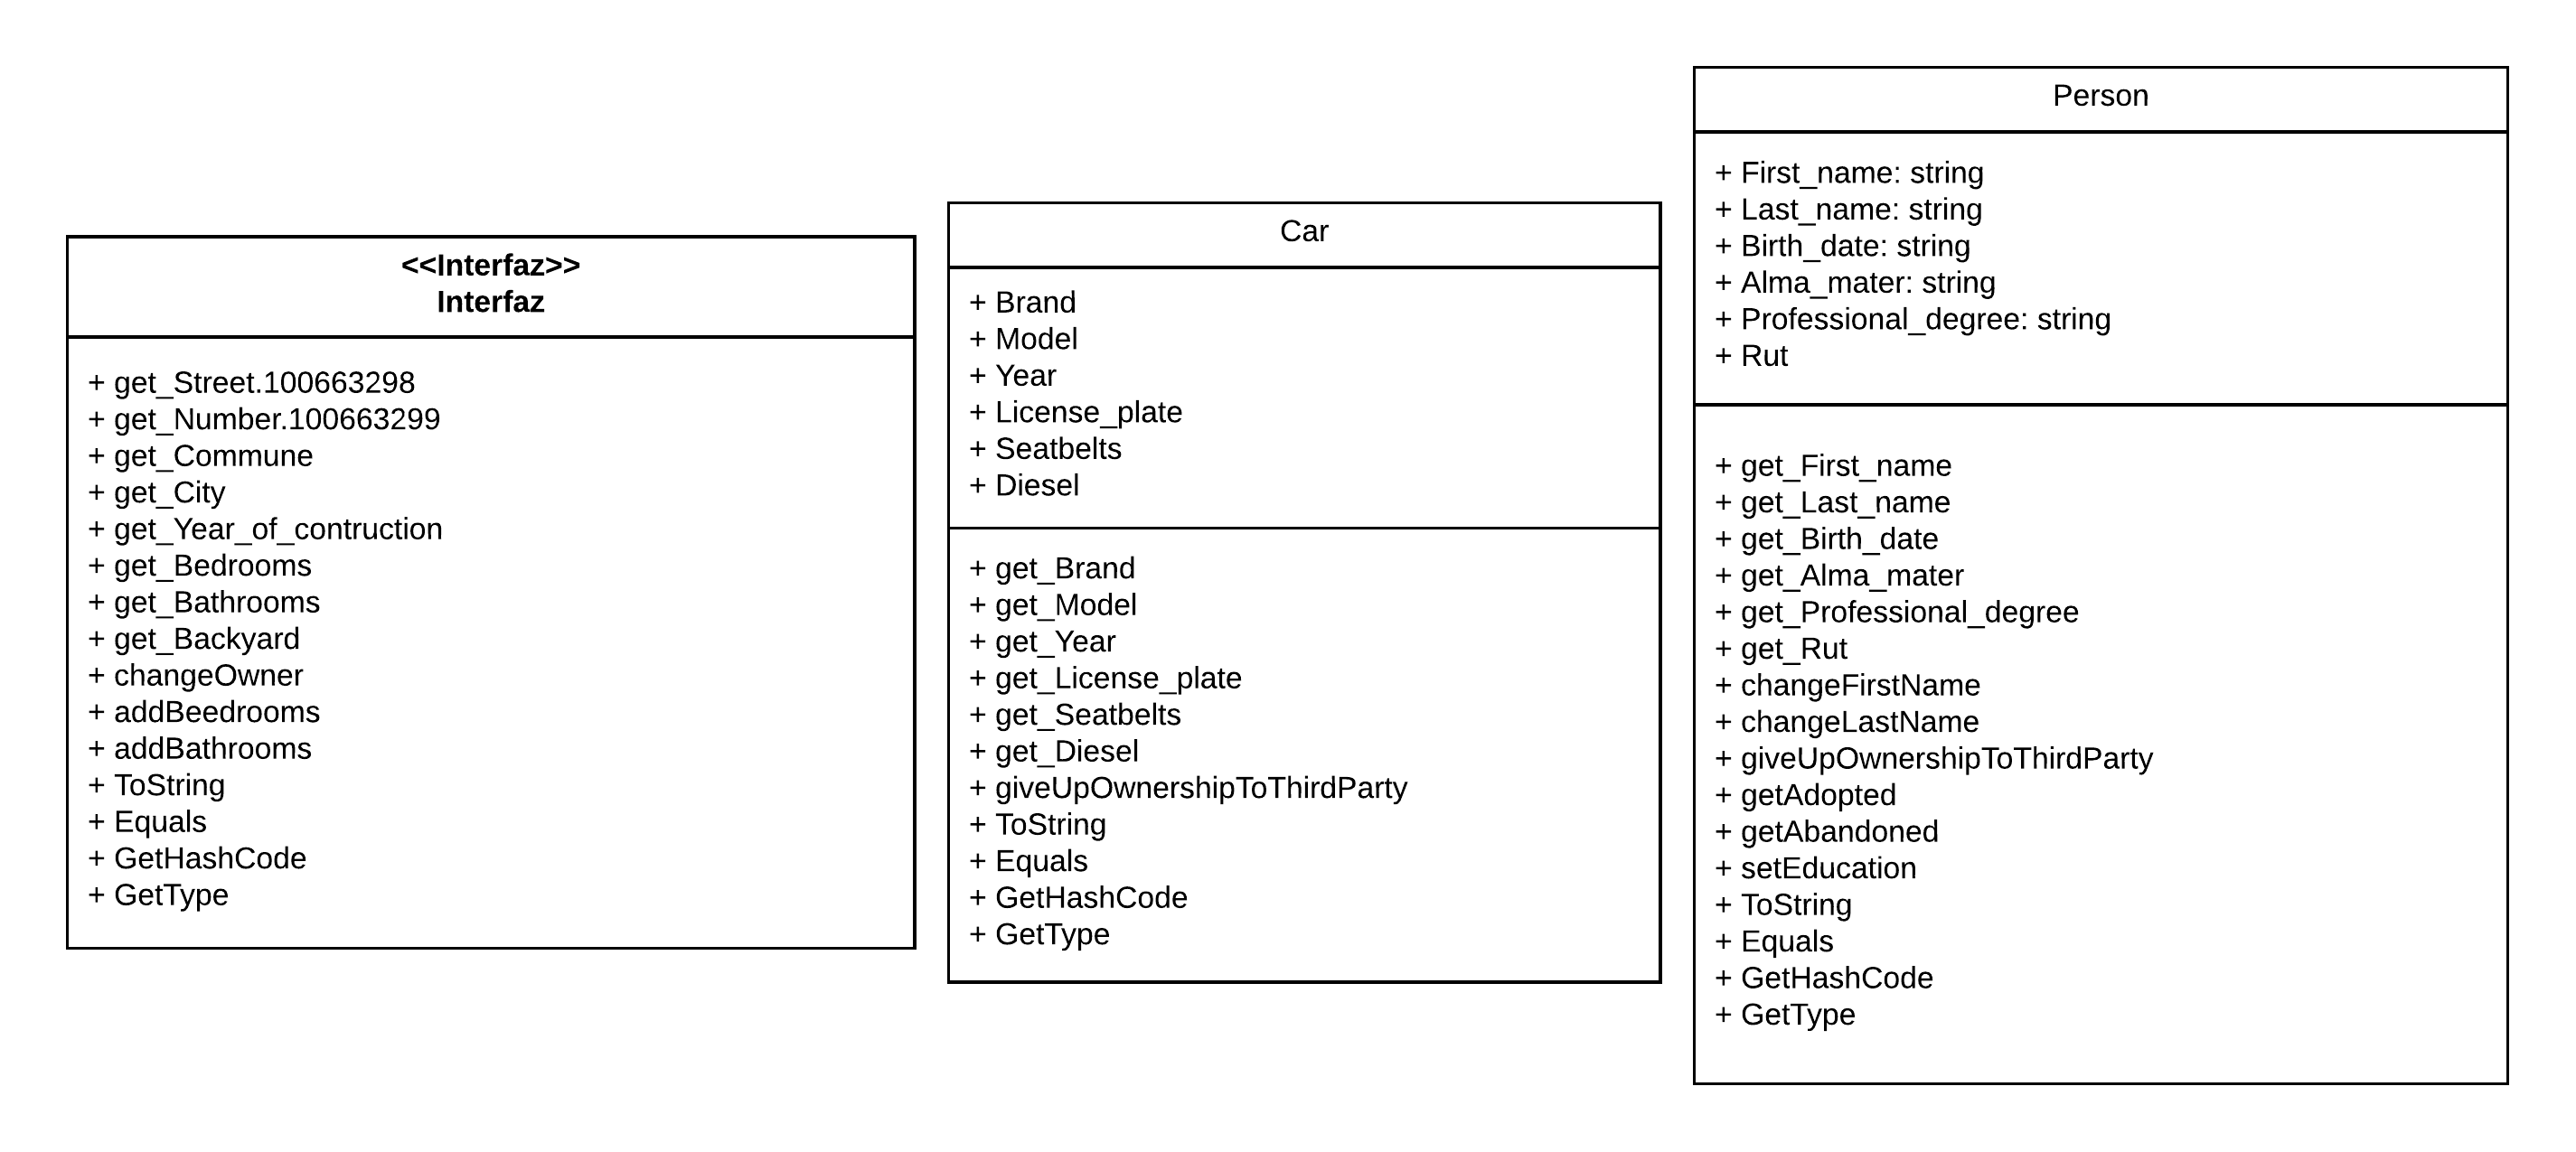 <<Interfaz>>
Interfaz
+ get_Street.100663298
+ get_Number.100663299
+ get_Commune
+ get_City
+ get_Year_of_contruction
+ get_Bedrooms
+ get_Bathrooms
+ get_Backyard
+ changeOwner
+ addBeedrooms
+ addBathrooms
+ ToString
+ Equals
+ GetHashCode
+ GetType
Car
+ Brand
+ Model
+ Year
+ License_plate
+ Seatbelts
+ Diesel
+ get_Brand
+ get_Model
+ get_Year
+ get_License_plate
+ get_Seatbelts
+ get_Diesel
+ giveUpOwnershipToThirdParty
+ ToString
+ Equals
+ GetHashCode
+ GetType
Person
+ First_name: string
+ Last_name: string
+ Birth_date: string
+ Alma_mater: string
+ Professional_degree: string
+ Rut
+ get_First_name
+ get_Last_name
+ get_Birth_date
+ get_Alma_mater
+ get_Professional_degree
+ get_Rut
+ changeFirstName
+ changeLastName
+ giveUpOwnershipToThirdParty
+ getAdopted
+ getAbandoned
+ setEducation
+ ToString
+ Equals
+ GetHashCode
+ GetType